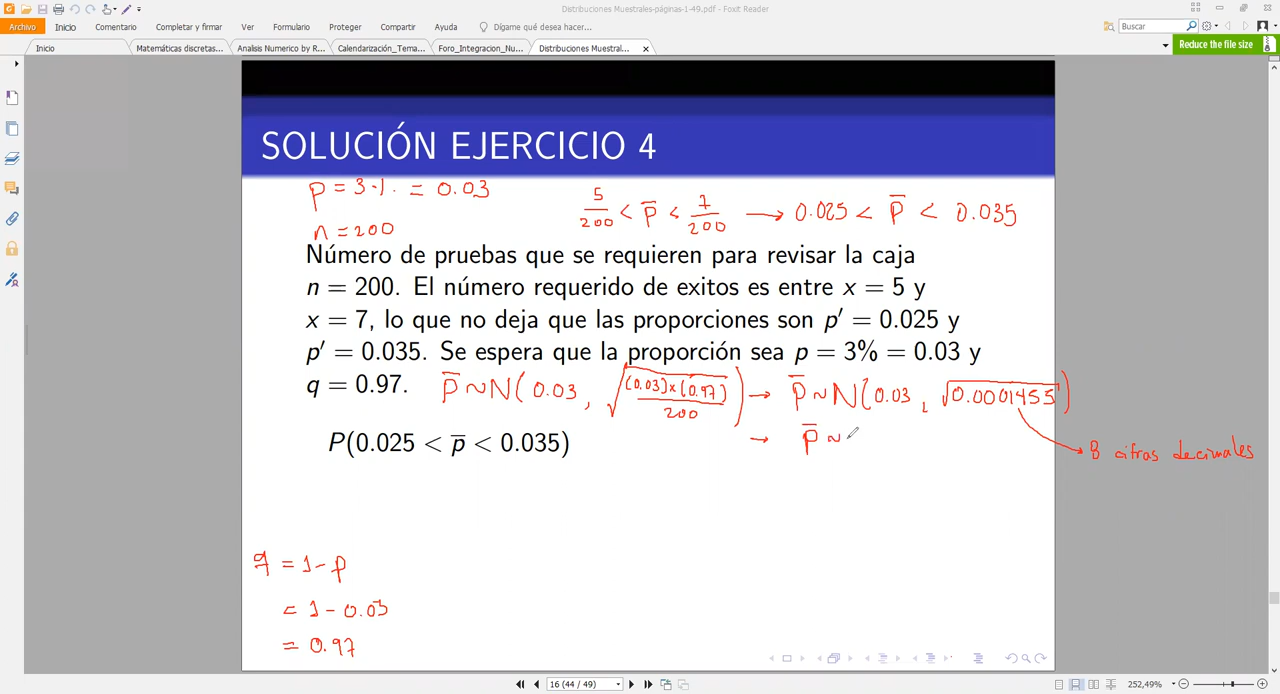 Distribuciones Muestrales-páginas-1-49.pdf - Foxit Reader
Archivo Inicio Comentario Completar y firmar Ver Formulario Proteger Compartir Ayuda Dígame qué desea hacer... Buscar
Inicio Matemáticas discretas... Analisis Numerico by R... Calendarización_Tema... Foro_Integracion_Nu... Distribuciones Muestral... Reduce the file size
SOLUCIÓN EJERCICIO 4
p = 3 % = 0.03
n = 200
5/200 < p̅ < 7/200 → 0.025 < p̅ < 0.035
Número de pruebas que se requieren para revisar la caja
n = 200. El número requerido de exitos es entre x = 5 y
x = 7, lo que no deja que las proporciones son p′ = 0.025 y
p′ = 0.035. Se espera que la proporción sea p = 3% = 0.03 y
q = 0.97. p̅ ~ N(0.03, √((0.03)×(0.97)/200)) → p̅ ~ N(0.03, √0.0001455)
P(0.025 < p̅ < 0.035) → p̅ ~
8 cifras decimales
q = 1 - p
= 1 - 0.03
= 0.97
16 (44 / 49) 252,49%